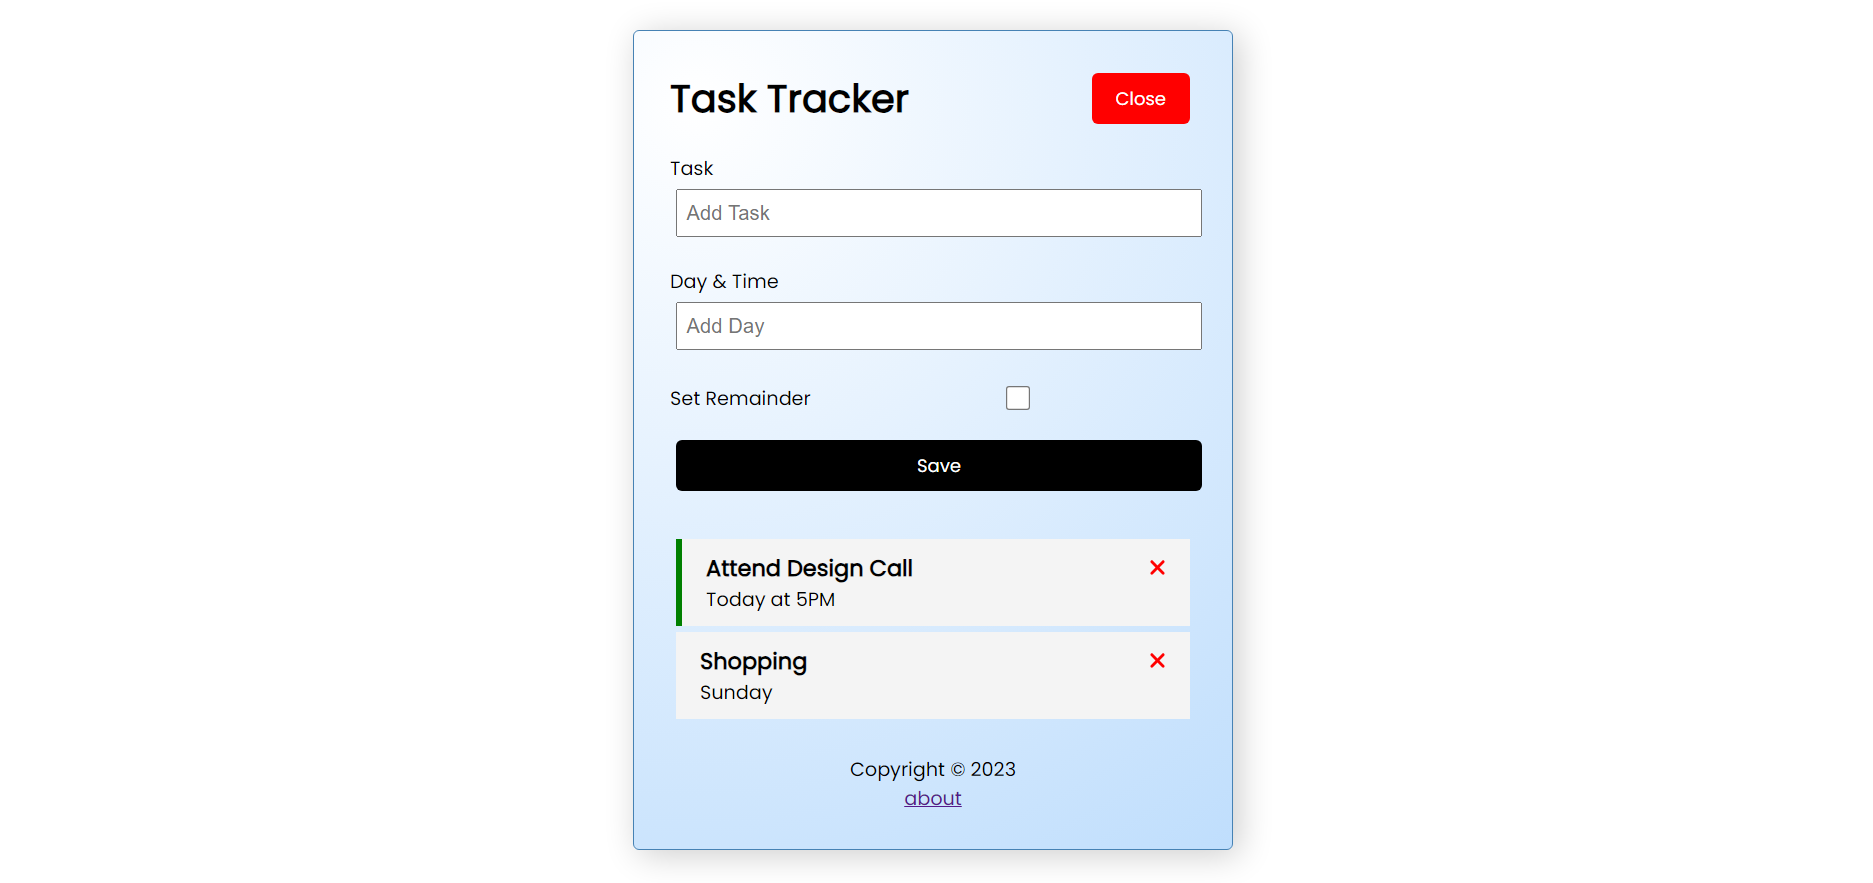 Task Tracker
Close
Task
Add Task
Day & Time
Add Day
Set Remainder
Save
Attend Design Call
Today at 5PM
Shopping
Sunday
Copyright © 2023
about